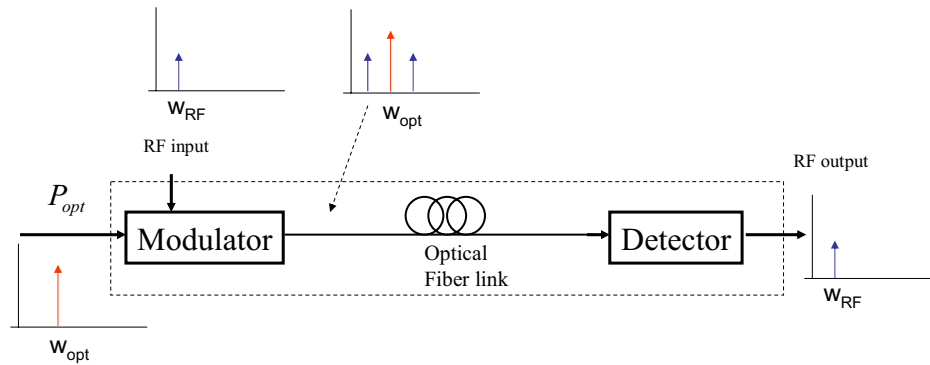 w_RF
w_opt
RF input
RF output
P_opt
Modulator
Optical
Fiber link
Detector
w_opt
w_RF